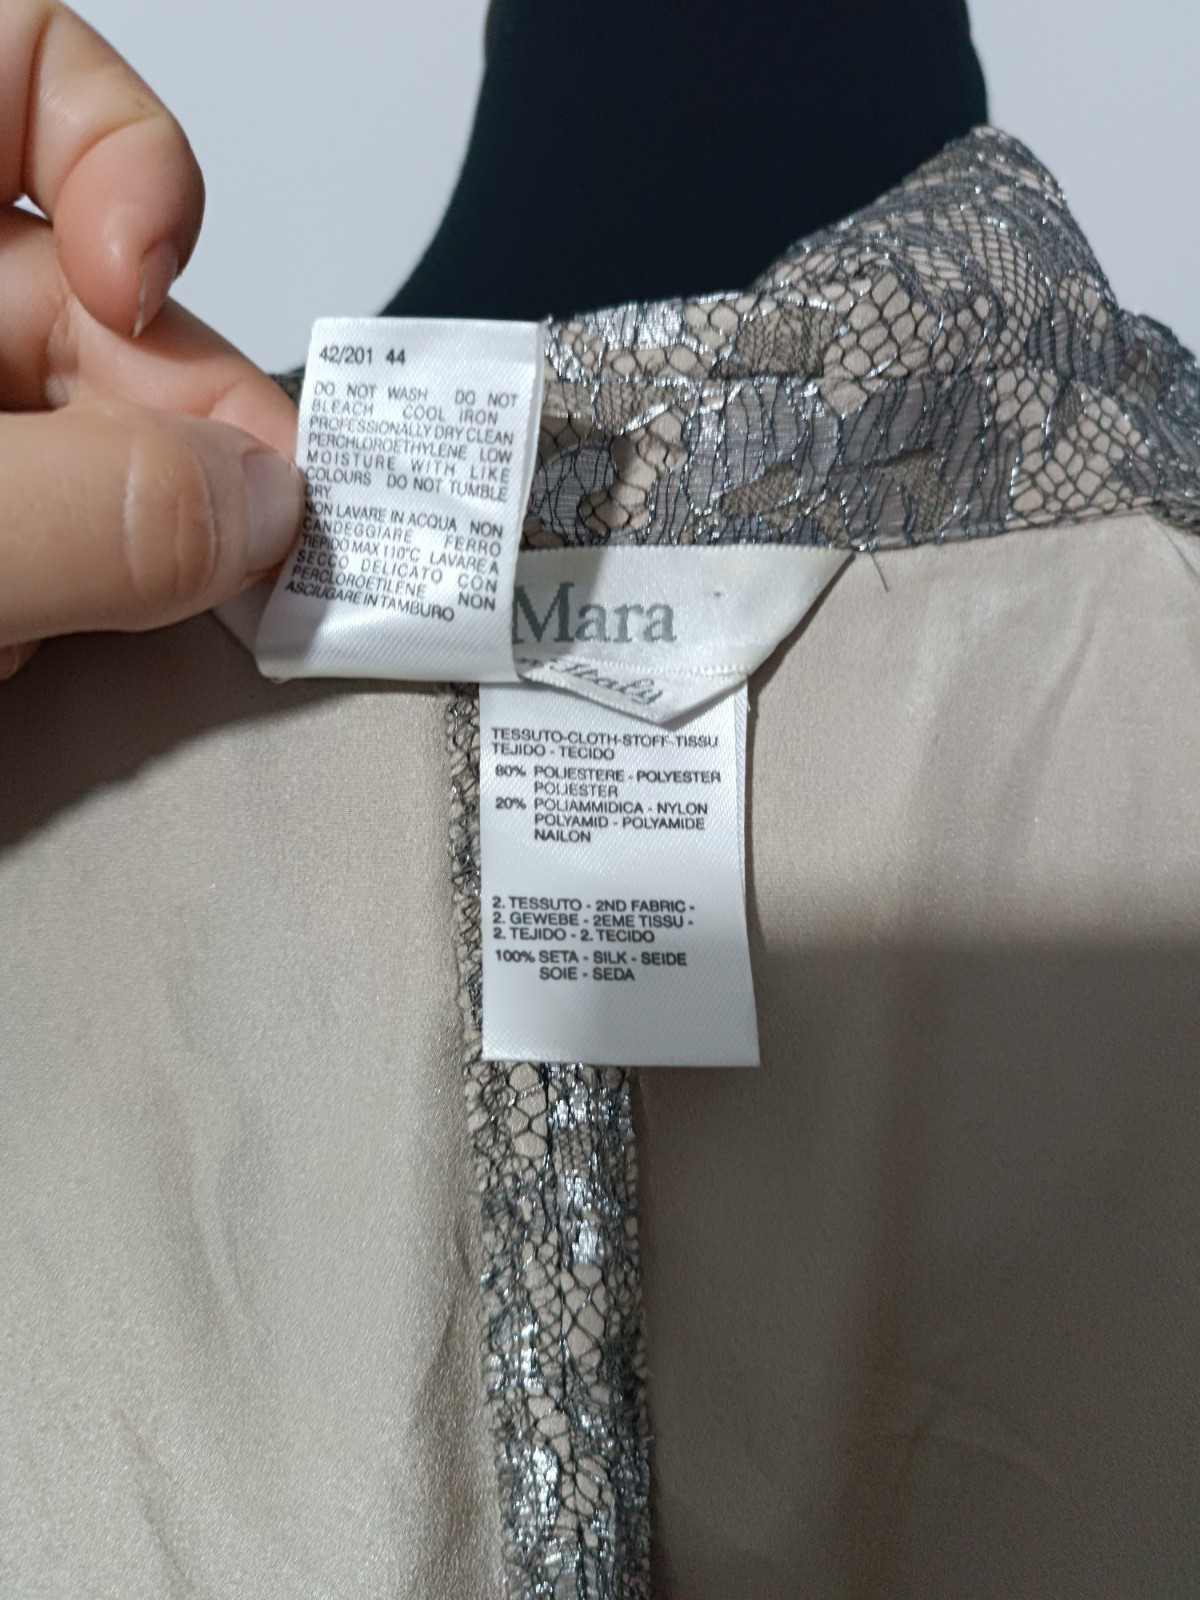 42/201 44
DO NOT WASH DO NOT
BLEACH COOL IRON
PROFESSIONALLY DRY CLEAN
PERCHLOROETHYLENE LOW
MOISTURE WITH LIKE
COLOURS DO NOT TUMBLE
DRY.
NON LAVARE IN ACQUA NON
CANDEGGIARE FERRO
TIEPIDO MAX 110°C LAVARE A
SECCO DELICATO CON
PERCLOROETILENE NON
ASCIUGARE IN TAMBURO
Mara
Italy
TESSUTO-CLOTH-STOFF-TISSU
TEJIDO - TECIDO
80% POLIESTERE - POLYESTER
POLIESTER
20% POLIAMMIDICA - NYLON
POLYAMID - POLYAMIDE
NAILON
2. TESSUTO - 2ND FABRIC -
2. GEWEBE - 2EME TISSU -
2. TEJIDO - 2. TECIDO
100% SETA - SILK - SEIDE
SOIE - SEDA